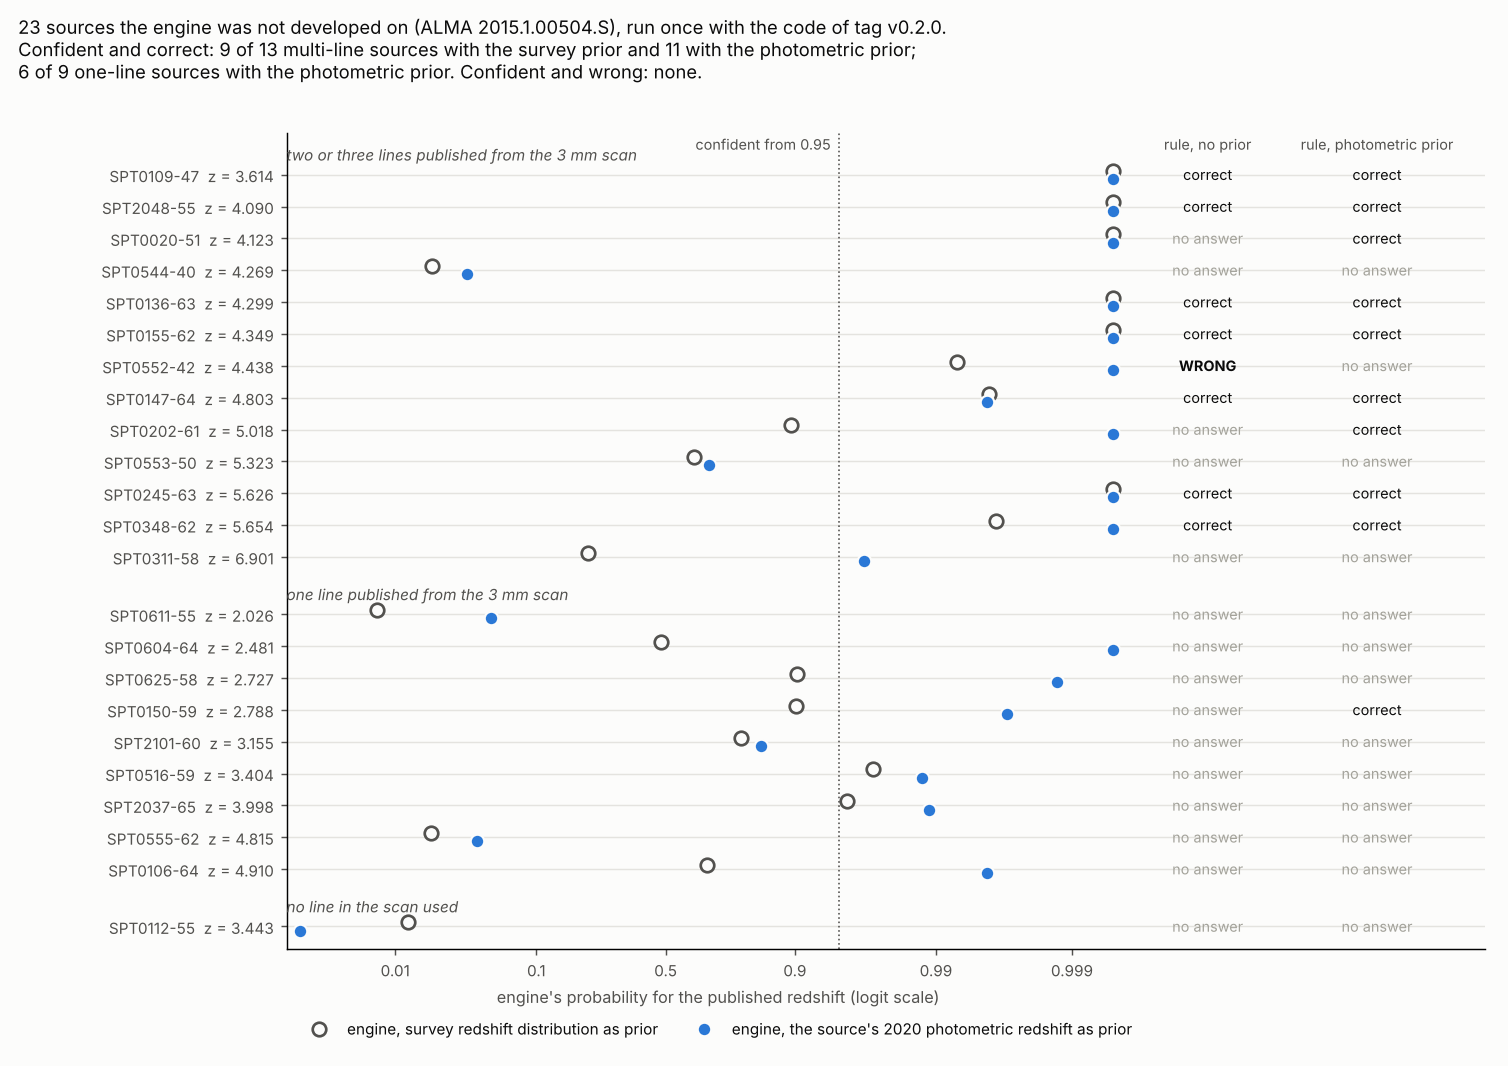 23 sources the engine was not developed on (ALMA 2015.1.00504.S), run once with the code of tag v0.2.0.
Confident and correct: 9 of 13 multi-line sources with the survey prior and 11 with the photometric prior;
6 of 9 one-line sources with the photometric prior. Confident and wrong: none.
confident from 0.95 rule, no prior rule, photometric prior
two or three lines published from the 3 mm scan
SPT0109-47 z = 3.614 correct correct
SPT2048-55 z = 4.090 correct correct
SPT0020-51 z = 4.123 no answer correct
SPT0544-40 z = 4.269 no answer no answer
SPT0136-63 z = 4.299 correct correct
SPT0155-62 z = 4.349 correct correct
SPT0552-42 z = 4.438 WRONG no answer
SPT0147-64 z = 4.803 correct correct
SPT0202-61 z = 5.018 no answer correct
SPT0553-50 z = 5.323 no answer no answer
SPT0245-63 z = 5.626 correct correct
SPT0348-62 z = 5.654 correct correct
SPT0311-58 z = 6.901 no answer no answer
one line published from the 3 mm scan
SPT0611-55 z = 2.026 no answer no answer
SPT0604-64 z = 2.481 no answer no answer
SPT0625-58 z = 2.727 no answer no answer
SPT0150-59 z = 2.788 no answer correct
SPT2101-60 z = 3.155 no answer no answer
SPT0516-59 z = 3.404 no answer no answer
SPT2037-65 z = 3.998 no answer no answer
SPT0555-62 z = 4.815 no answer no answer
SPT0106-64 z = 4.910 no answer no answer
no line in the scan used
SPT0112-55 z = 3.443 no answer no answer
0.01 0.1 0.5 0.9 0.99 0.999
engine's probability for the published redshift (logit scale)
engine, survey redshift distribution as prior engine, the source's 2020 photometric redshift as prior